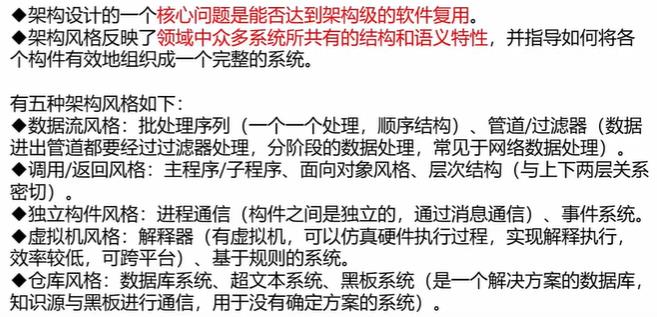 ◆架构设计的一个核心问题是能否达到架构级的软件复用。
◆架构风格反映了领域中众多系统所共有的结构和语义特性，并指导如何将各
个构件有效地组织成一个完整的系统。
有五种架构风格如下：
◆数据流风格：批处理序列（一个一个处理，顺序结构）、管道/过滤器（数据
进出管道都要经过过滤器处理，分阶段的数据处理，常见于网络数据处理）。
◆调用/返回风格：主程序/子程序、面向对象风格、层次结构（与上下两层关系
密切）。
◆独立构件风格：进程通信（构件之间是独立的，通过消息通信）、事件系统。
◆虚拟机风格：解释器（有虚拟机，可以仿真硬件执行过程，实现解释执行，
效率较低，可跨平台）、基于规则的系统。
◆仓库风格：数据库系统、超文本系统、黑板系统（是一个解决方案的数据库，
知识源与黑板进行通信，用于没有确定方案的系统）。